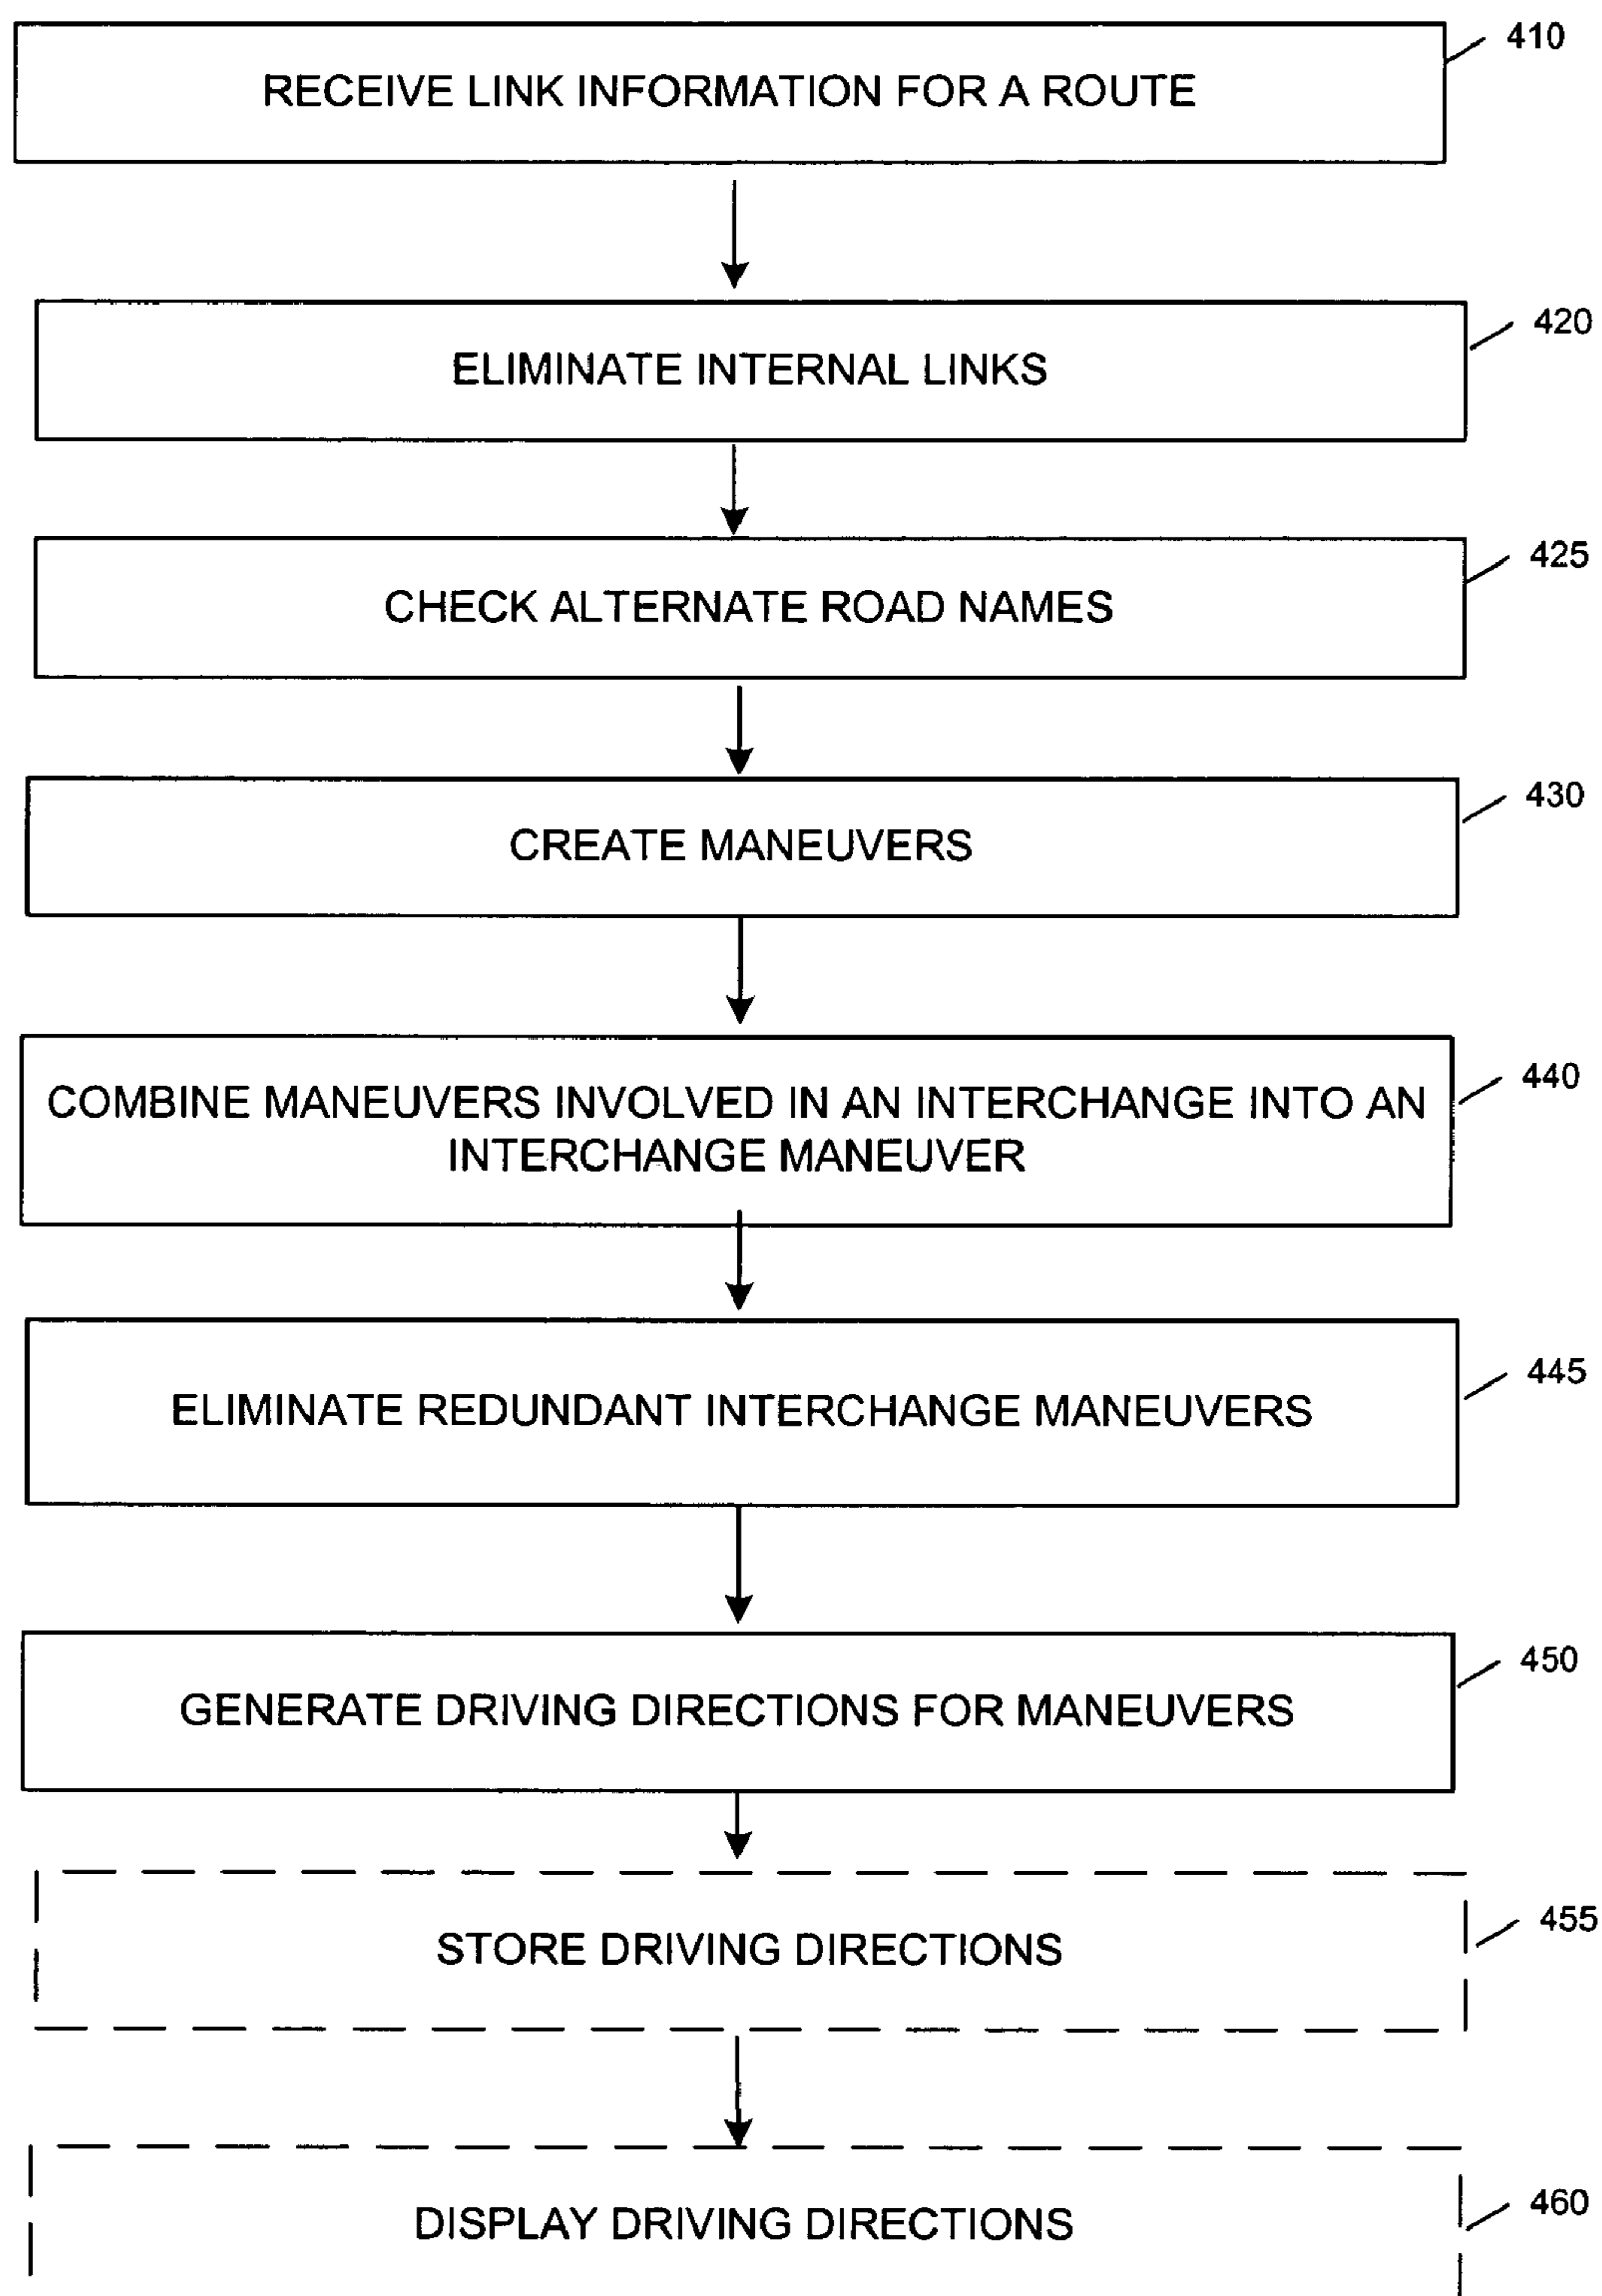 410
RECEIVE LINK INFORMATION FOR A ROUTE
420
ELIMINATE INTERNAL LINKS
425
CHECK ALTERNATE ROAD NAMES
430
CREATE MANEUVERS
440
COMBINE MANEUVERS INVOLVED IN AN INTERCHANGE INTO AN
INTERCHANGE MANEUVER
445
ELIMINATE REDUNDANT INTERCHANGE MANEUVERS
450
GENERATE DRIVING DIRECTIONS FOR MANEUVERS
455
STORE DRIVING DIRECTIONS
460
DISPLAY DRIVING DIRECTIONS